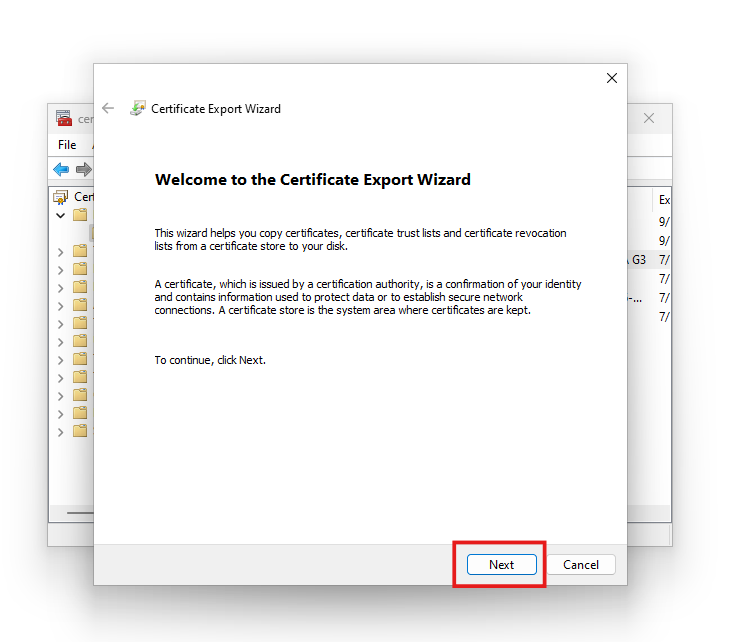 Certificate Export Wizard
File
Welcome to the Certificate Export Wizard
This wizard helps you copy certificates, certificate trust lists and certificate revocation
lists from a certificate store to your disk.
A certificate, which is issued by a certification authority, is a confirmation of your identity
and contains information used to protect data or to establish secure network
connections. A certificate store is the system area where certificates are kept.
To continue, click Next.
Next
Cancel
cer
Cert
Ex
9/
9/
G3 7/
7/
-... 7/
7/